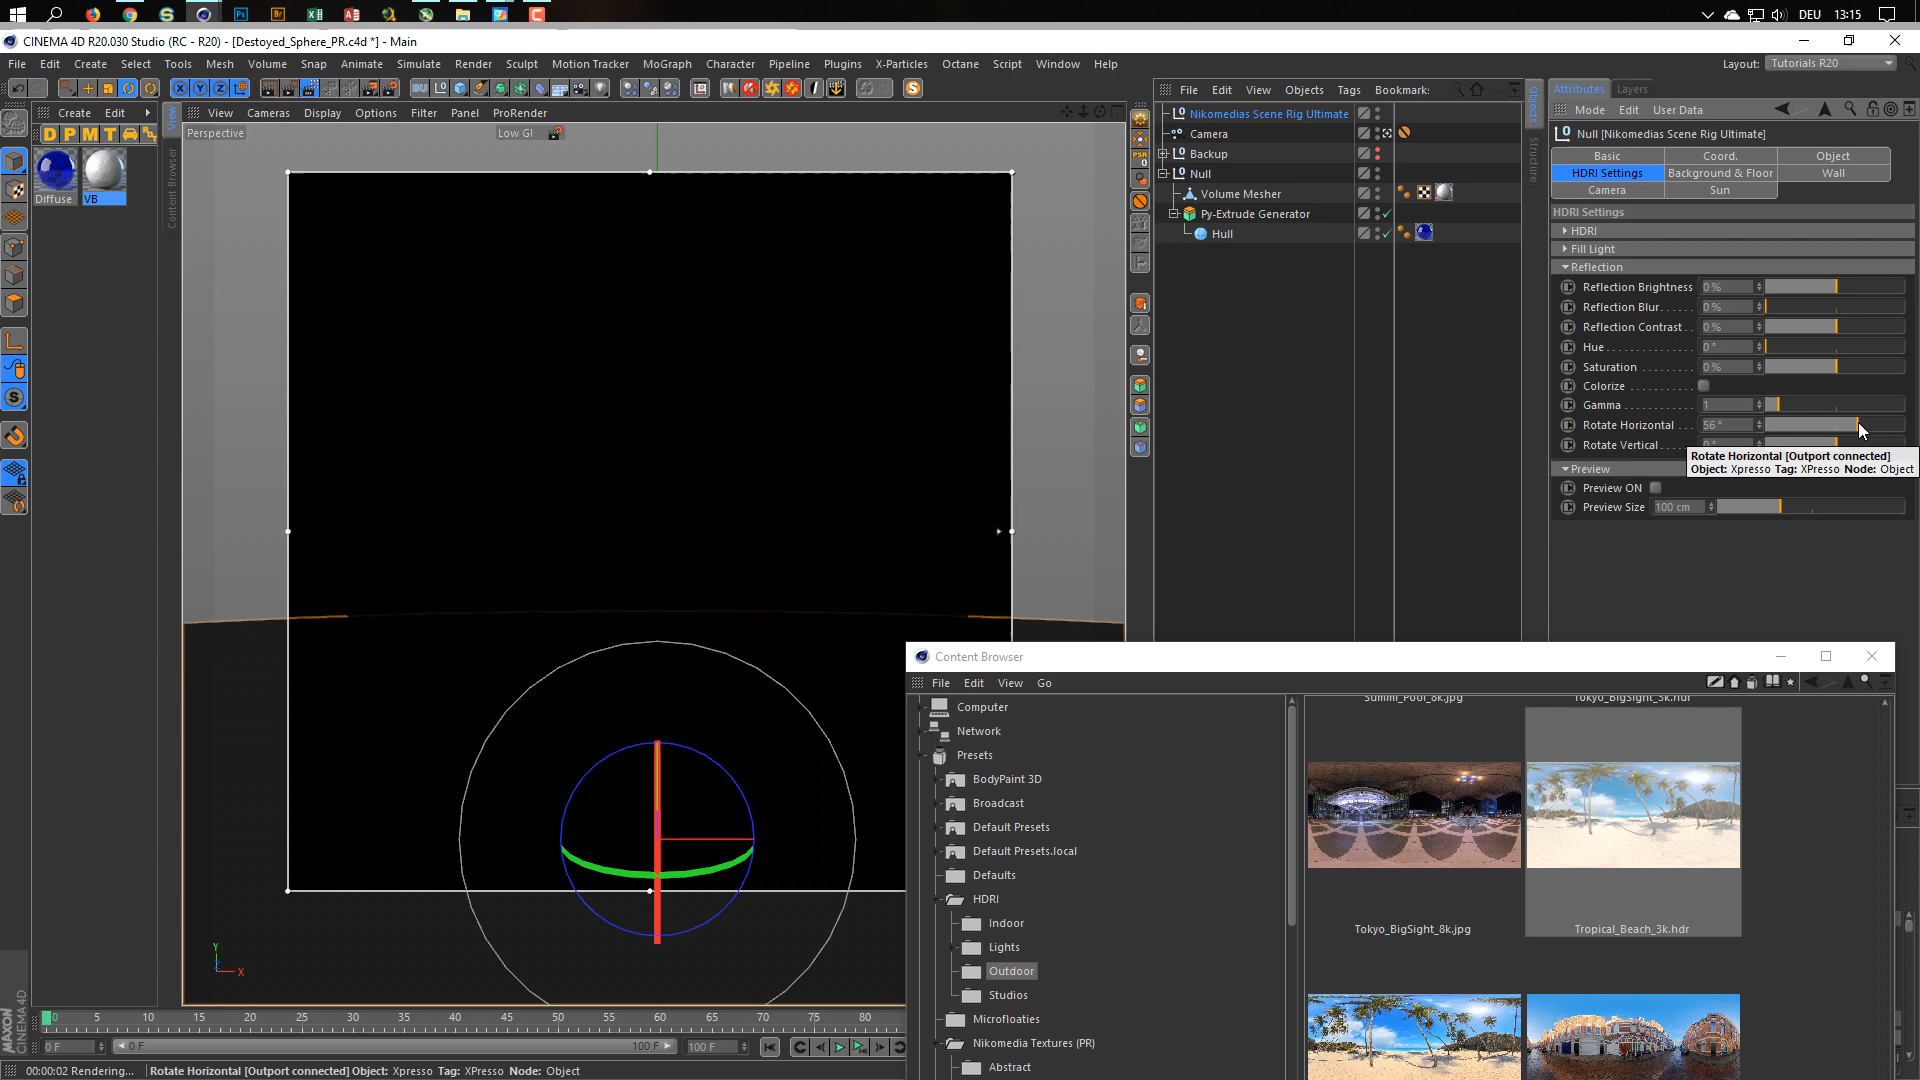 DEU 13:15
CINEMA 4D R20.030 Studio (RC - R20) - [Destoyed_Sphere_PR.c4d *] - Main
File Edit Create Select Tools Mesh Volume Snap Animate Simulate Render Sculpt Motion Tracker MoGraph Character Pipeline Plugins X-Particles Octane Script Window Help
Layout: Tutorials R20
Create Edit
D P M T
Diffuse VB
Content Browser
View
View Cameras Display Options Filter Panel ProRender
Perspective Low GI
Y
X
File Edit View Objects Tags Bookmark:
Nikomedias Scene Rig Ultimate
Camera
Backup
Null
Volume Mesher
Py-Extrude Generator
Hull
Objects
Structure
Attributes Layers
Mode Edit User Data
Null [Nikomedias Scene Rig Ultimate]
Basic Coord. Object
HDRI Settings Background & Floor Wall
Camera Sun
HDRI Settings
HDRI
Fill Light
Reflection
Reflection Brightness 0 %
Reflection Blur 0 %
Reflection Contrast 0 %
Hue 0 °
Saturation 0 %
Colorize
Gamma 1
Rotate Horizontal 56 °
Rotate Vertical 0 °
Rotate Horizontal [Outport connected]
Object: Xpresso Tag: XPresso Node: Object
Preview
Preview ON
Preview Size 100 cm
Content Browser
File Edit View Go
Computer
Network
Presets
BodyPaint 3D
Broadcast
Default Presets
Default Presets.local
Defaults
HDRI
Indoor
Lights
Outdoor
Studios
Microfloaties
Nikomedia Textures (PR)
Abstract
Tokyo_BigSight_8k.jpg
Tropical_Beach_3k.hdr
0 5 10 15 20 25 30 35 40 45 50 55 60 65 70 75 80
0 F 0 F 100 F 100 F
MAXON CINEMA 4D
00:00:02 Rendering... Rotate Horizontal [Outport connected] Object: Xpresso Tag: XPresso Node: Object